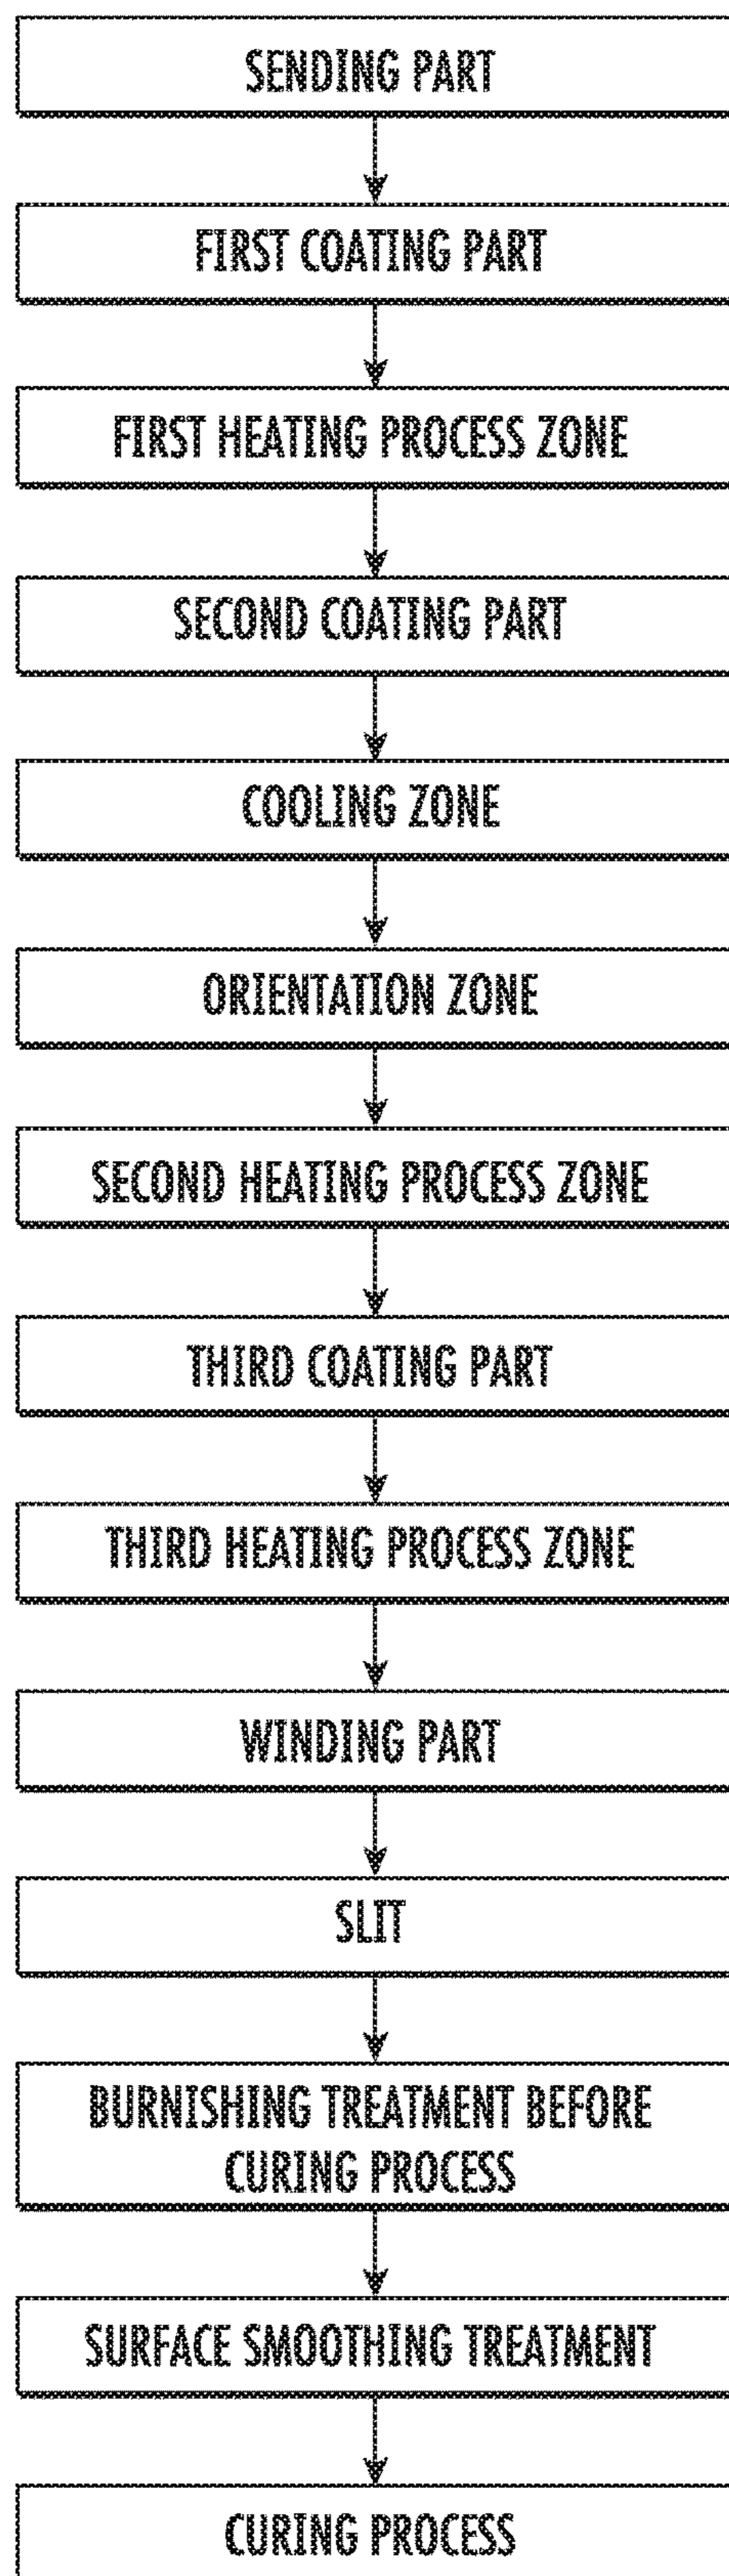 SENDING PART
FIRST COATING PART
FIRST HEATING PROCESS ZONE
SECOND COATING PART
COOLING ZONE
ORIENTATION ZONE
SECOND HEATING PROCESS ZONE
THIRD COATING PART
THIRD HEATING PROCESS ZONE
WINDING PART
SLIT
BURNISHING TREATMENT BEFORE
CURING PROCESS
SURFACE SMOOTHING TREATMENT
CURING PROCESS